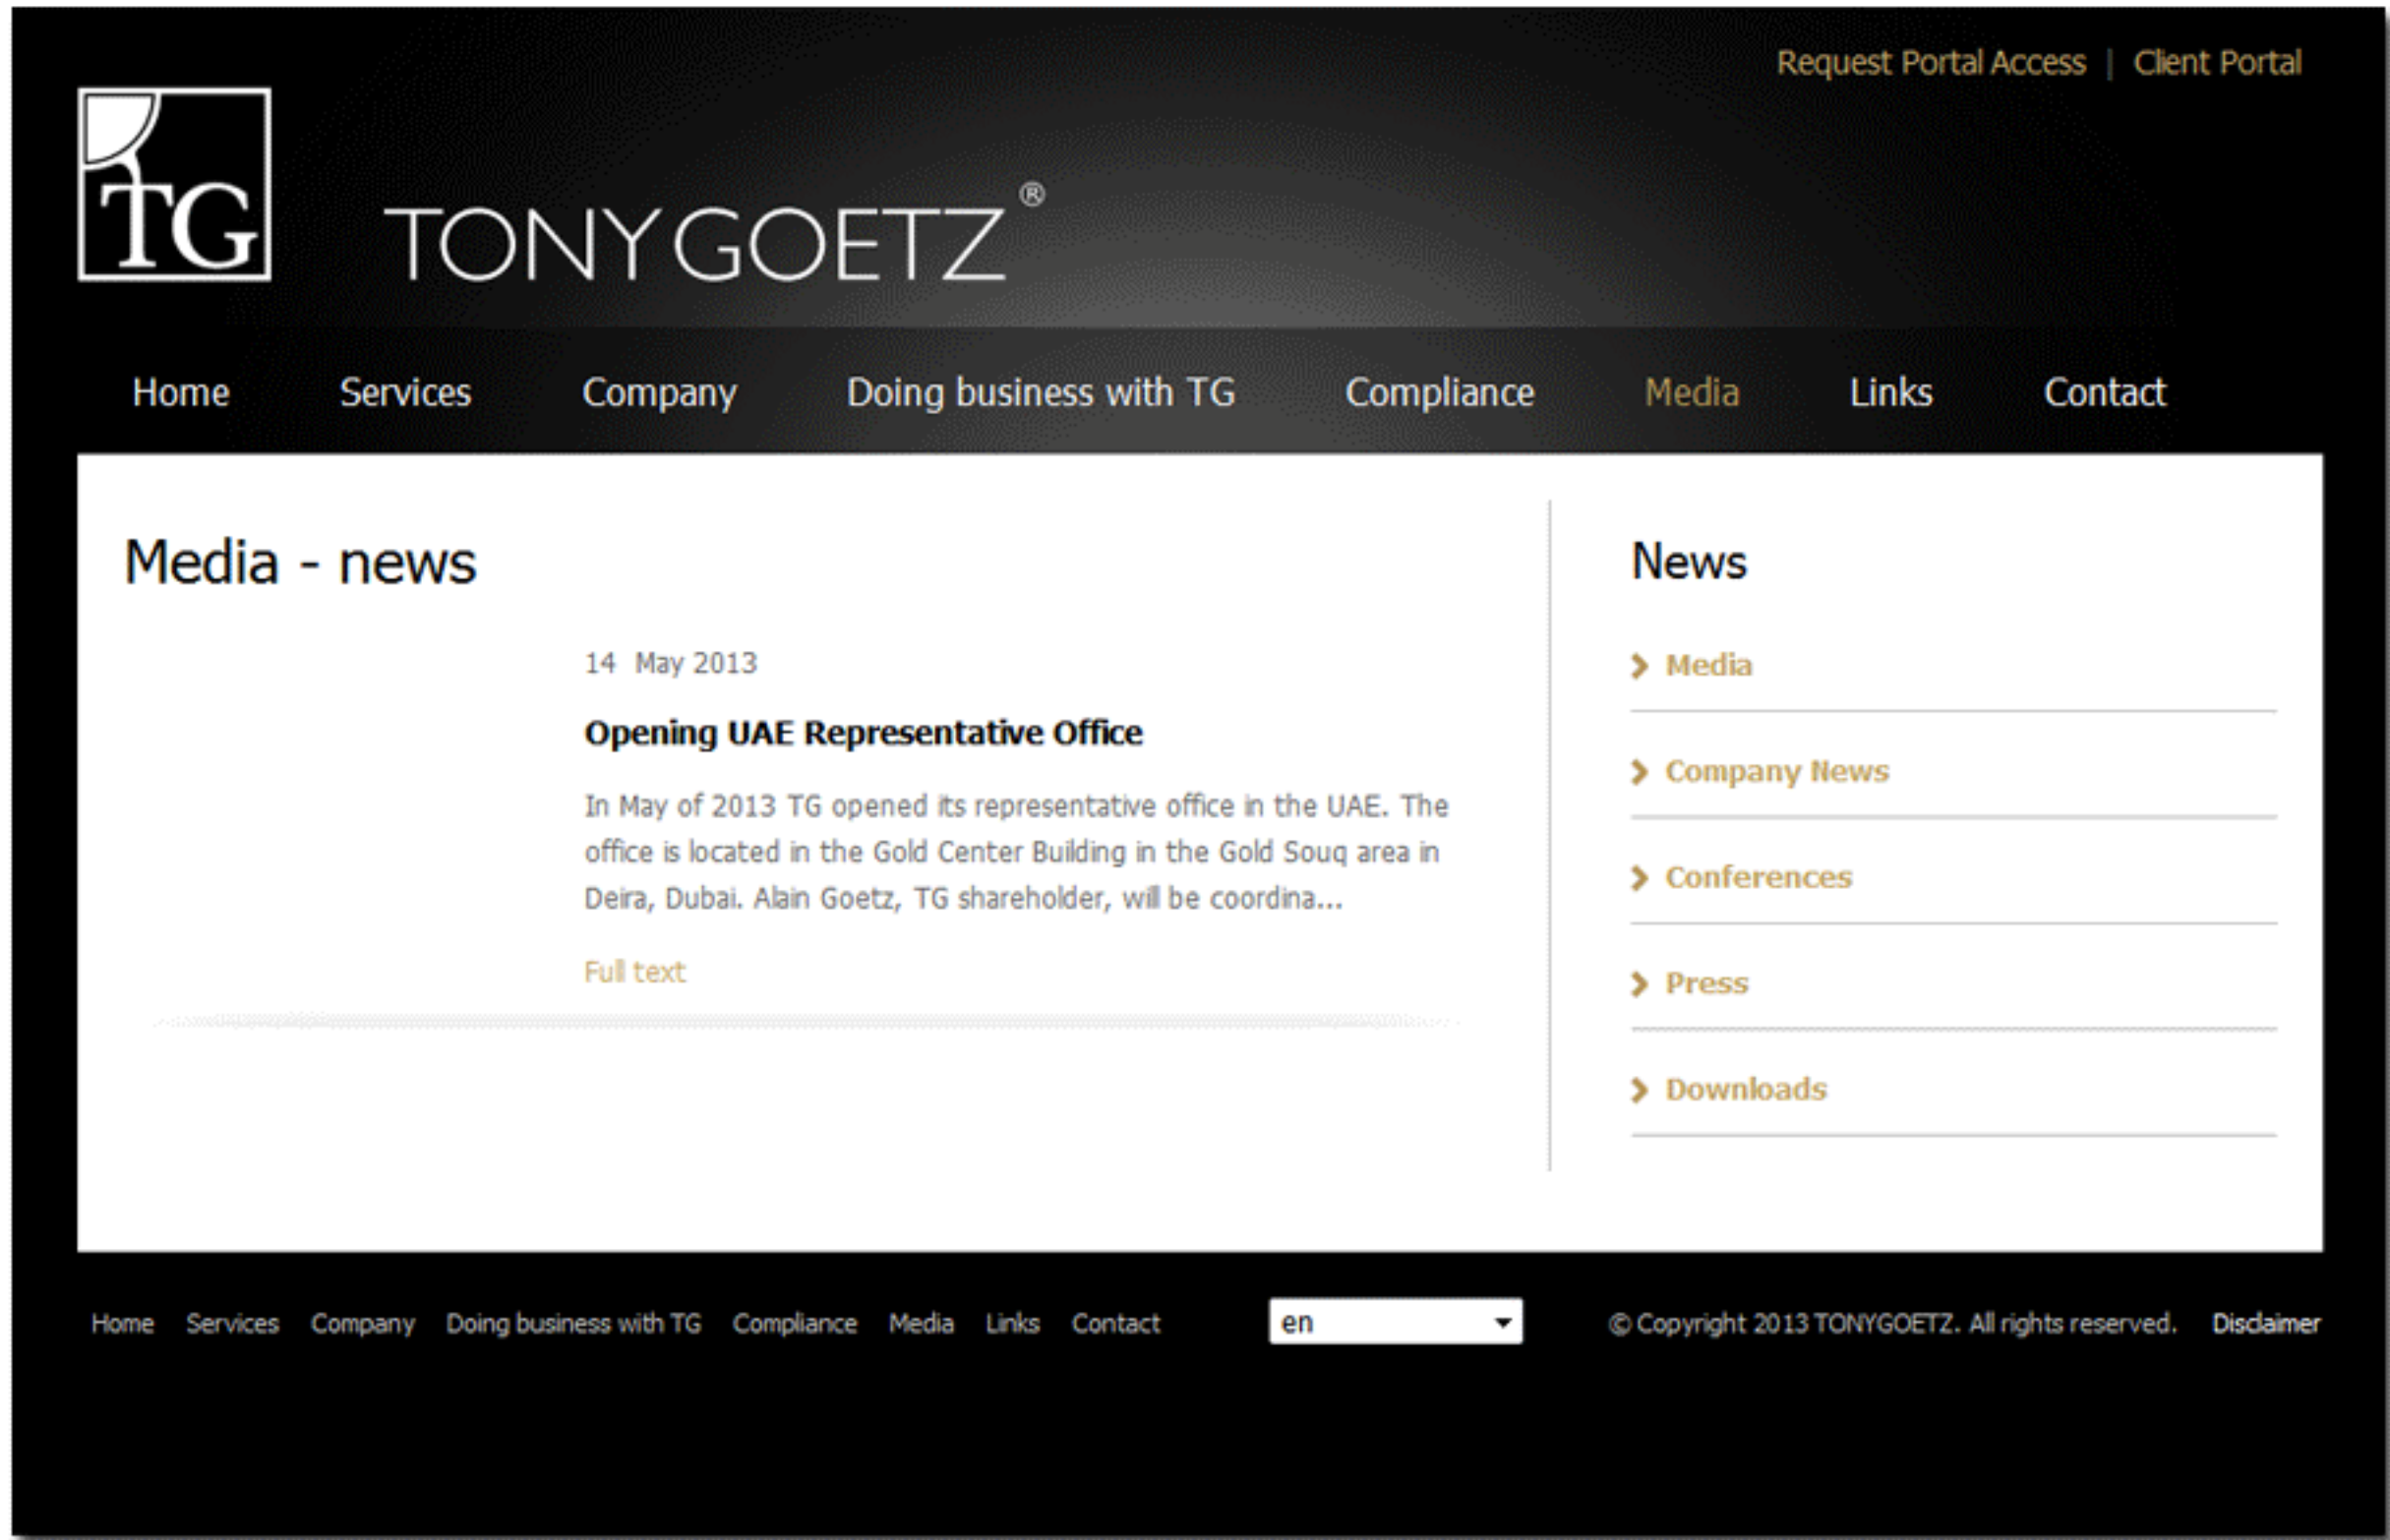 Request Portal Access | Client Portal
TG
TONYGOETZ®
Home Services Company Doing business with TG Compliance Media Links Contact
Media - news
14 May 2013
Opening UAE Representative Office
In May of 2013 TG opened its representative office in the UAE. The
office is located in the Gold Center Building in the Gold Souq area in
Deira, Dubai. Alain Goetz, TG shareholder, will be coordina...
Full text
News
Media
Company News
Conferences
Press
Downloads
Home Services Company Doing business with TG Compliance Media Links Contact
en
© Copyright 2013 TONYGOETZ. All rights reserved. Disclaimer